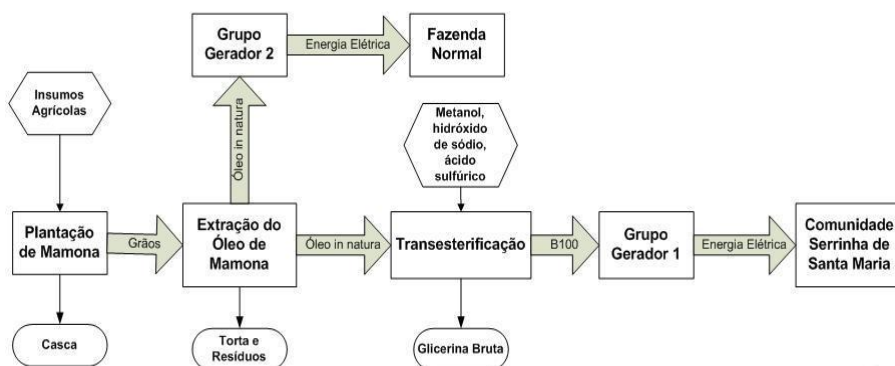 Grupo
Gerador 2
Energia Elétrica
Fazenda
Normal
Insumos
Agrícolas
Óleo in natura
Metanol,
hidróxido
de sódio,
ácido
sulfúrico
Plantação
de Mamona
Grãos
Extração do
Óleo de
Mamona
Óleo in natura
Transesterificação
B100
Grupo
Gerador 1
Energia Elétrica
Comunidade
Serrinha de
Santa Maria
Casca
Torta e
Resíduos
Glicerina Bruta